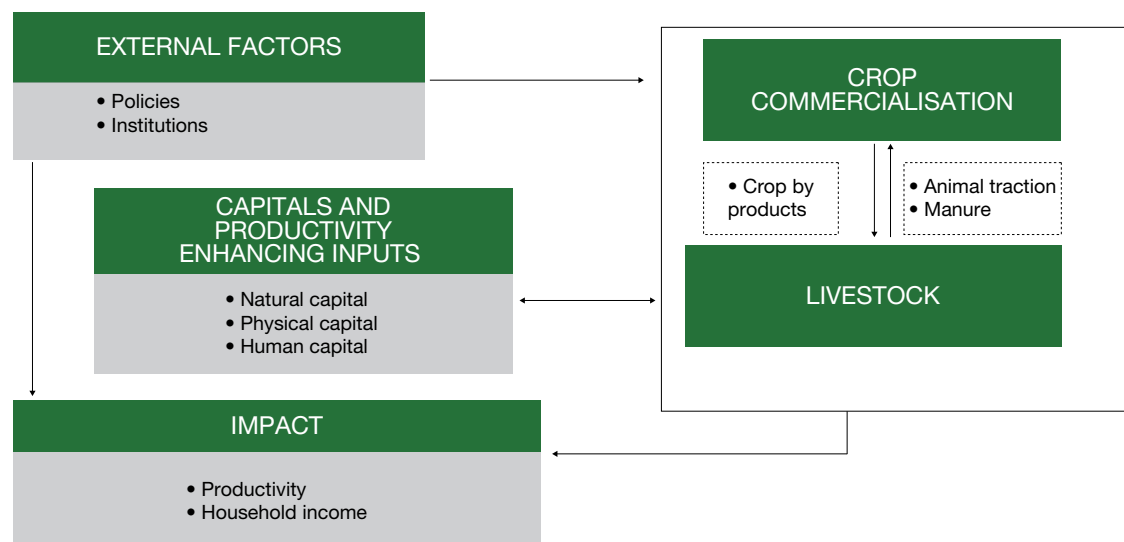 EXTERNAL FACTORS
• Policies
• Institutions
CAPITALS AND
PRODUCTIVITY
ENHANCING INPUTS
• Natural capital
• Physical capital
• Human capital
IMPACT
• Productivity
• Household income
CROP
COMMERCIALISATION
• Crop by
products
• Animal traction
• Manure
LIVESTOCK